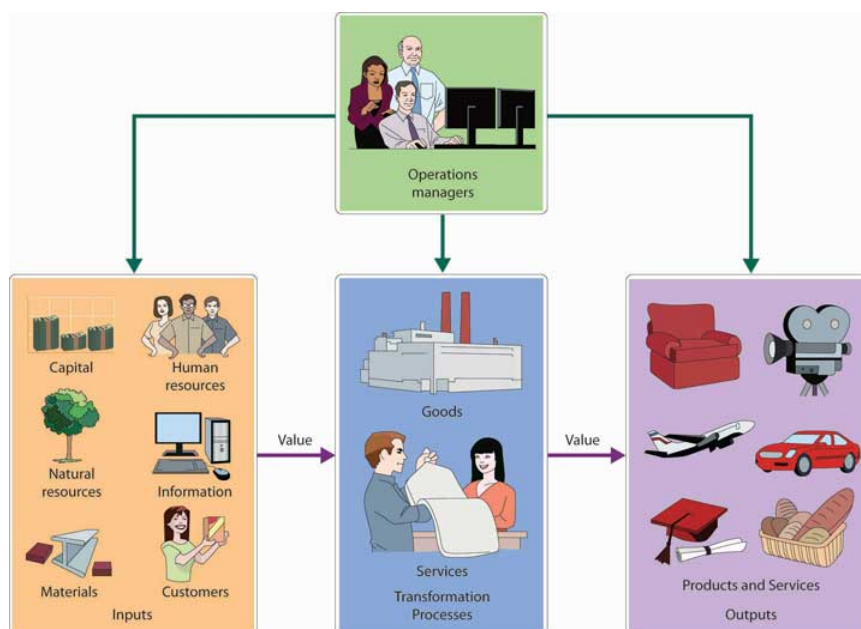 Operations
managers
Capital
Human
resources
Natural
resources
Information
Materials
Customers
Inputs
Value
Goods
Services
Transformation
Processes
Value
Products and Services
Outputs